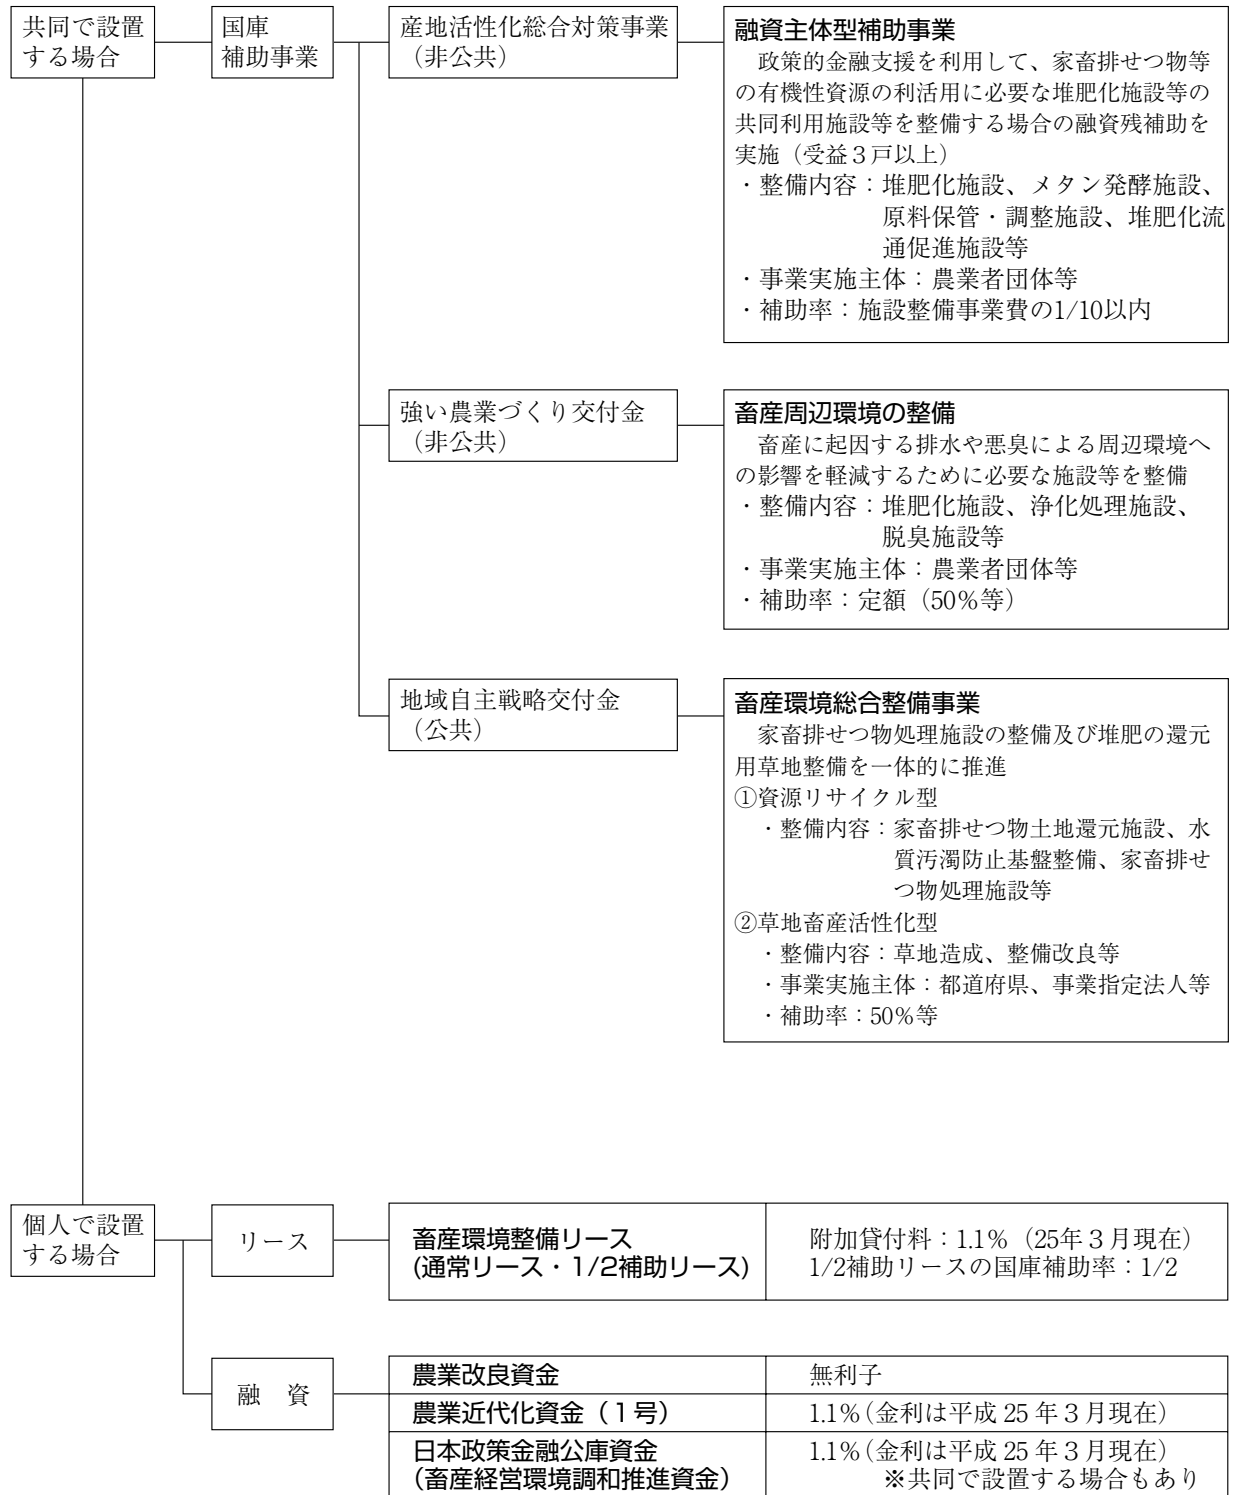 共同で設置
する場合
国庫
補助事業
産地活性化総合対策事業
（非公共）
融資主体型補助事業
政策的金融支援を利用して、家畜排せつ物等
の有機性資源の利活用に必要な堆肥化施設等の
共同利用施設等を整備する場合の融資残補助を
実施（受益３戸以上）
・整備内容：堆肥化施設、メタン発酵施設、
原料保管・調整施設、堆肥化流
通促進施設等
・事業実施主体：農業者団体等
・補助率：施設整備事業費の1/10以内
強い農業づくり交付金
（非公共）
畜産周辺環境の整備
畜産に起因する排水や悪臭による周辺環境へ
の影響を軽減するために必要な施設等を整備
・整備内容：堆肥化施設、浄化処理施設、
脱臭施設等
・事業実施主体：農業者団体等
・補助率：定額（50％等）
地域自主戦略交付金
（公共）
畜産環境総合整備事業
家畜排せつ物処理施設の整備及び堆肥の還元
用草地整備を一体的に推進
①資源リサイクル型
・整備内容：家畜排せつ物土地還元施設、水
質汚濁防止基盤整備、家畜排せ
つ物処理施設等
②草地畜産活性化型
・整備内容：草地造成、整備改良等
・事業実施主体：都道府県、事業指定法人等
・補助率：50％等
個人で設置
する場合
リース
畜産環境整備リース
(通常リース・1/2補助リース)
附加貸付料：1.1％（25年３月現在）
1/2補助リースの国庫補助率：1/2
融　資
農業改良資金
無利子
農業近代化資金（１号）
1.1％（金利は平成 25 年３月現在）
日本政策金融公庫資金
（畜産経営環境調和推進資金）
1.1％（金利は平成 25 年３月現在）
※共同で設置する場合もあり